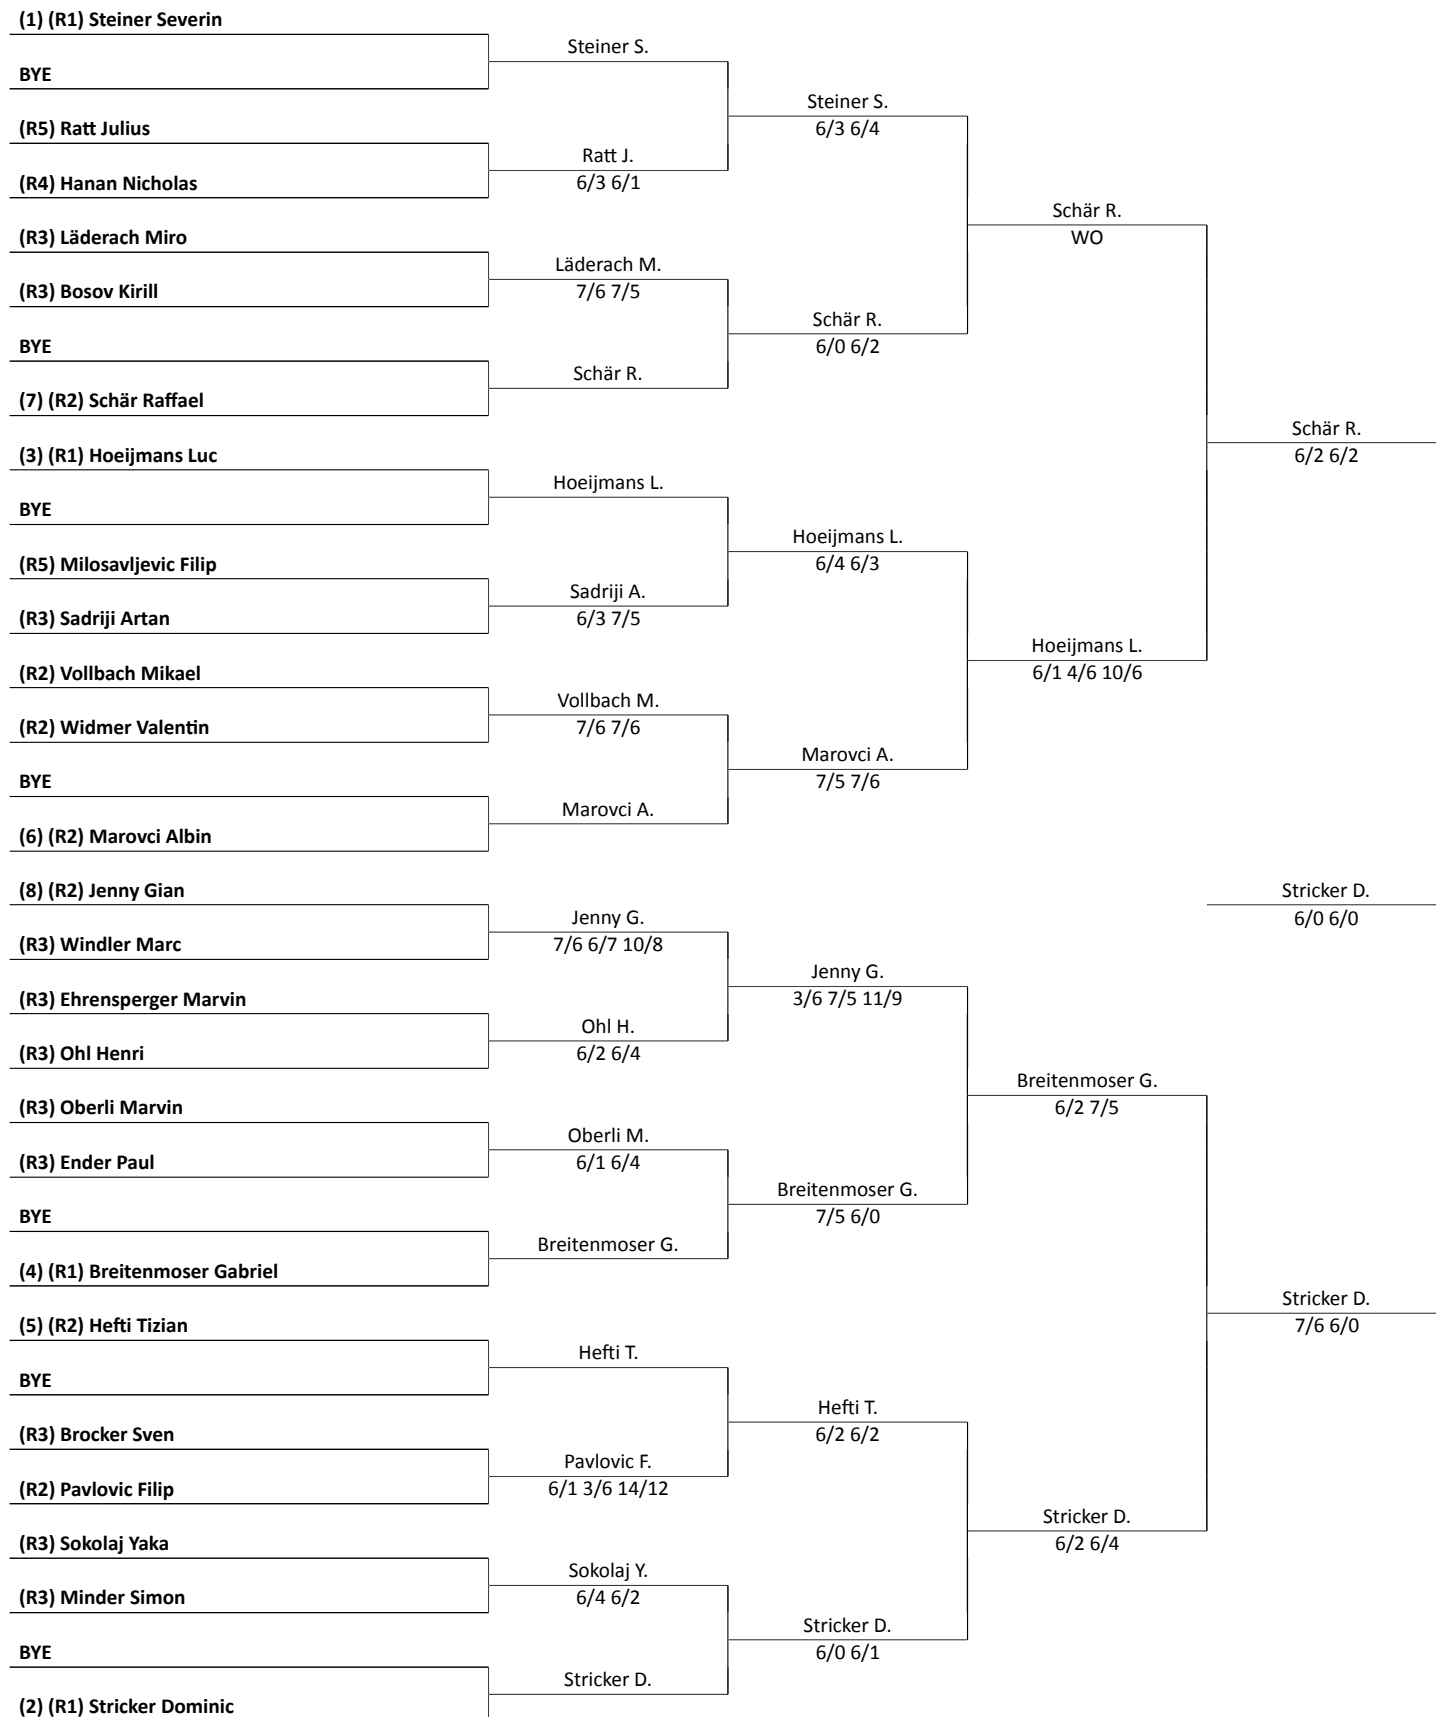 (1) (R1) Steiner Severin
BYE
(R5) Ratt Julius
(R4) Hanan Nicholas
(R3) Läderach Miro
(R3) Bosov Kirill
BYE
(7) (R2) Schär Raffael
(3) (R1) Hoeijmans Luc
BYE
(R5) Milosavljevic Filip
(R3) Sadriji Artan
(R2) Vollbach Mikael
(R2) Widmer Valentin
BYE
(6) (R2) Marovci Albin
(8) (R2) Jenny Gian
(R3) Windler Marc
(R3) Ehrensperger Marvin
(R3) Ohl Henri
(R3) Oberli Marvin
(R3) Ender Paul
BYE
(4) (R1) Breitenmoser Gabriel
(5) (R2) Hefti Tizian
BYE
(R3) Brocker Sven
(R2) Pavlovic Filip
(R3) Sokolaj Yaka
(R3) Minder Simon
BYE
(2) (R1) Stricker Dominic
Steiner S.
Ratt J.
6/3 6/1
Läderach M.
7/6 7/5
Schär R.
Hoeijmans L.
Sadriji A.
6/3 7/5
Vollbach M.
7/6 7/6
Marovci A.
Jenny G.
7/6 6/7 10/8
Ohl H.
6/2 6/4
Oberli M.
6/1 6/4
Breitenmoser G.
Hefti T.
Pavlovic F.
6/1 3/6 14/12
Sokolaj Y.
6/4 6/2
Stricker D.
Steiner S.
6/3 6/4
Schär R.
6/0 6/2
Hoeijmans L.
6/4 6/3
Marovci A.
7/5 7/6
Jenny G.
3/6 7/5 11/9
Breitenmoser G.
7/5 6/0
Hefti T.
6/2 6/2
Stricker D.
6/0 6/1
Schär R.
WO
Hoeijmans L.
6/1 4/6 10/6
Breitenmoser G.
6/2 7/5
Stricker D.
6/2 6/4
Schär R.
6/2 6/2
Stricker D.
6/0 6/0
Stricker D.
7/6 6/0